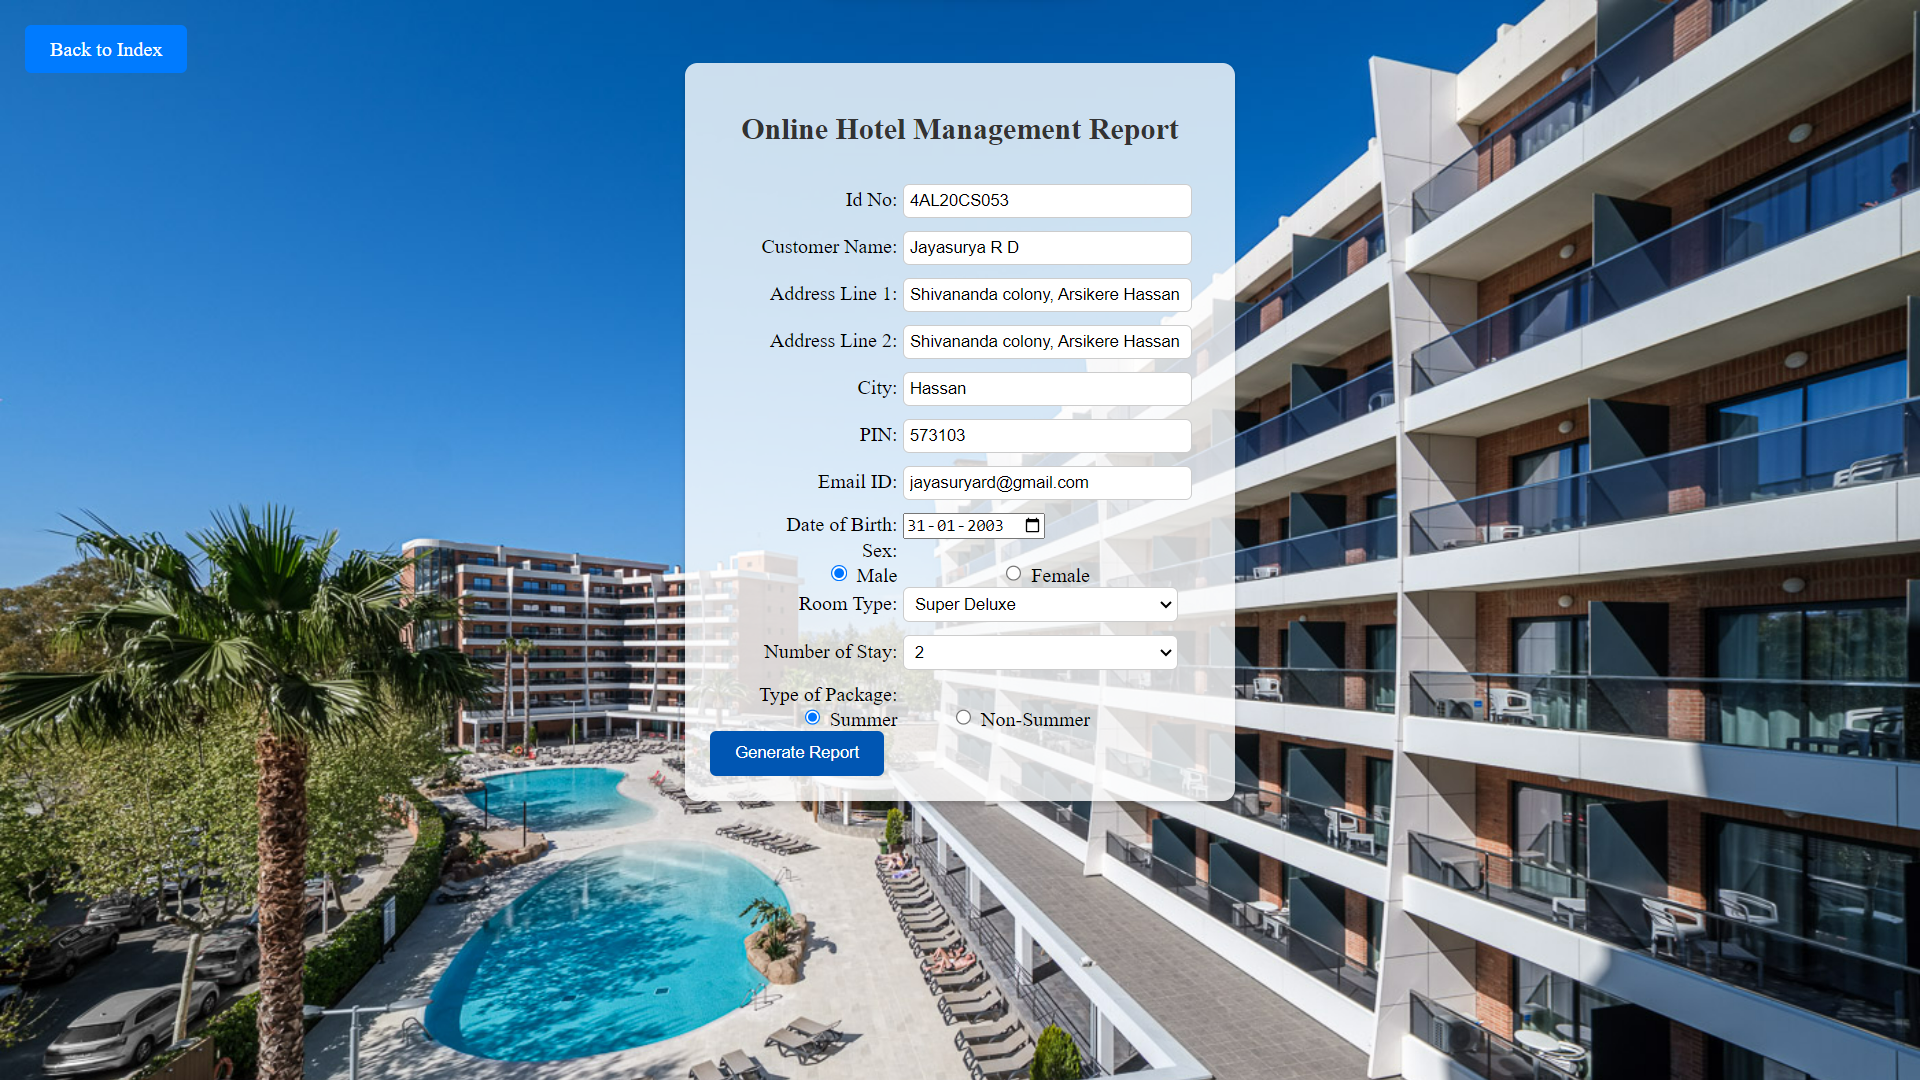 Back to Index
Online Hotel Management Report
Id No: 4AL20CS053
Customer Name: Jayasurya R D
Address Line 1: Shivananda colony, Arsikere Hassan
Address Line 2: Shivananda colony, Arsikere Hassan
City: Hassan
PIN: 573103
Email ID: jayasuryard@gmail.com
Date of Birth: 31-01-2003
Sex:
Male Female
Room Type: Super Deluxe
Number of Stay: 2
Type of Package:
Summer Non-Summer
Generate Report